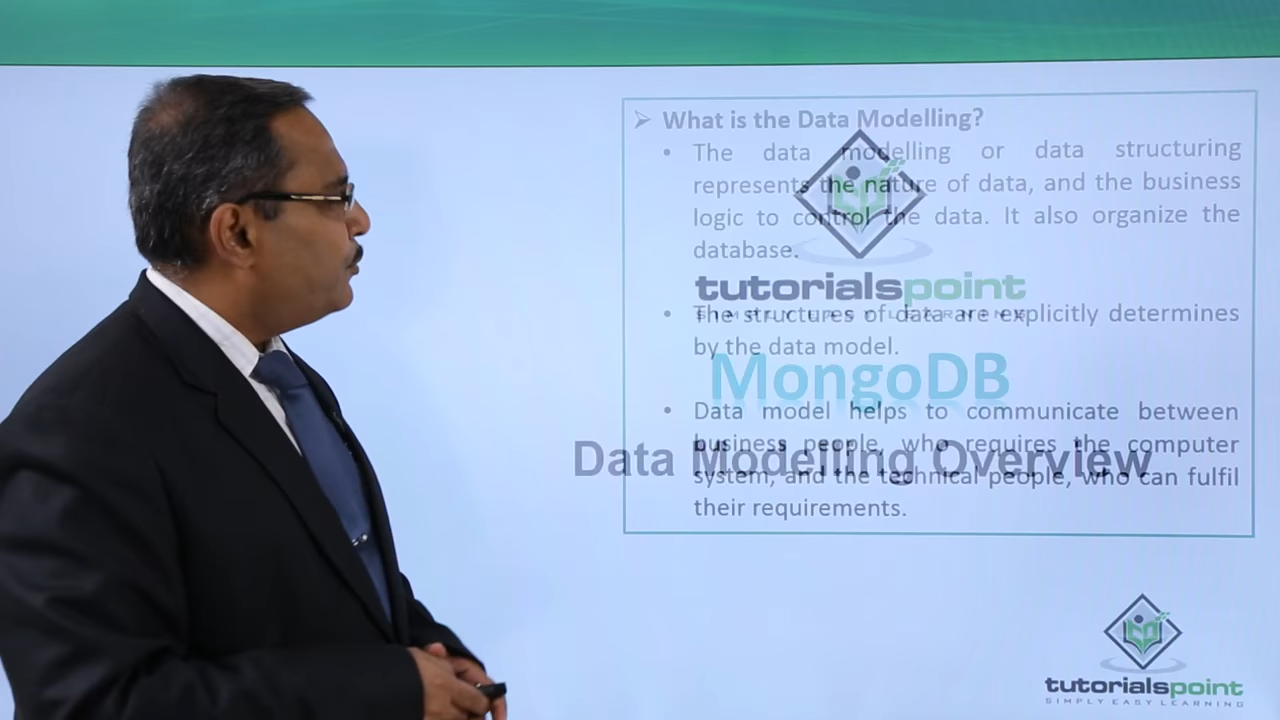 ➢ What is the Data Modelling?
• The data modelling or data structuring
represents the nature of data, and the business
logic to control the data. It also organize the
database.
tutorialspoint
SIMPLY EASY LEARNING
• The structures of data are explicitly determines
by the data model.
MongoDB
• Data model helps to communicate between
business people, who requires the computer
Data Modelling Overview
system, and the technical people, who can fulfil
their requirements.
tutorialspoint
SIMPLY EASY LEARNING